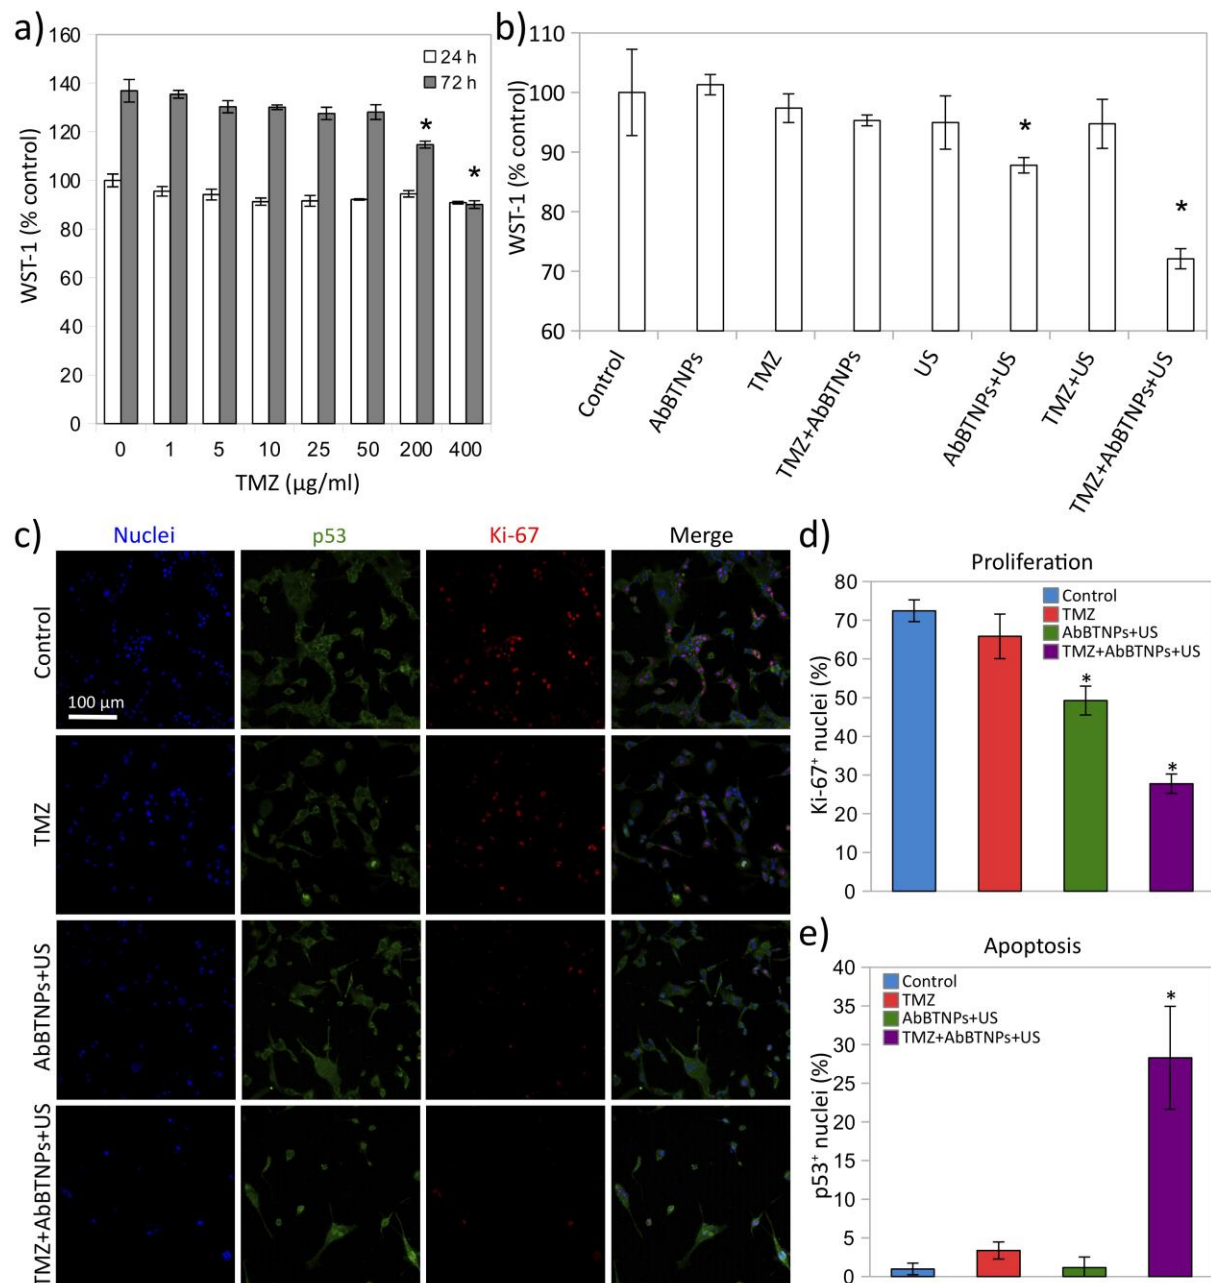 a)
160
140
120
100
80
60
40
20
0
WST-1 (% control)
24 h
72 h
*
*
0 1 5 10 25 50 200 400
TMZ (µg/ml)
b)
110
100
90
80
70
60
WST-1 (% control)
*
*
Control
AbBTNPs
TMZ
TMZ+AbBTNPs
US
AbBTNPs+US
TMZ+US
TMZ+AbBTNPs+US
c)
Nuclei p53 Ki-67 Merge
Control
100 µm
TMZ
AbBTNPs+US
TMZ+AbBTNPs+US
d)
Proliferation
80
70
60
50
40
30
20
10
0
Ki-67⁺ nuclei (%)
Control
TMZ
AbBTNPs+US
TMZ+AbBTNPs+US
*
*
e)
Apoptosis
40
35
30
25
20
15
10
5
0
p53⁺ nuclei (%)
Control
TMZ
AbBTNPs+US
TMZ+AbBTNPs+US
*